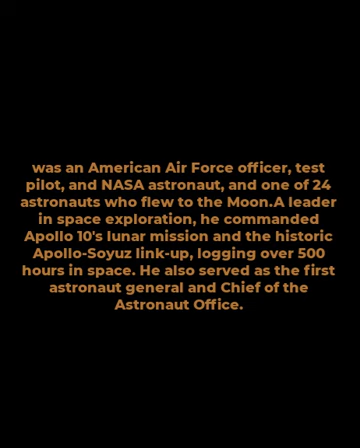 was an American Air Force officer, test
pilot, and NASA astronaut, and one of 24
astronauts who flew to the Moon.A leader
in space exploration, he commanded
Apollo 10's lunar mission and the historic
Apollo-Soyuz link-up, logging over 500
hours in space. He also served as the first
astronaut general and Chief of the
Astronaut Office.